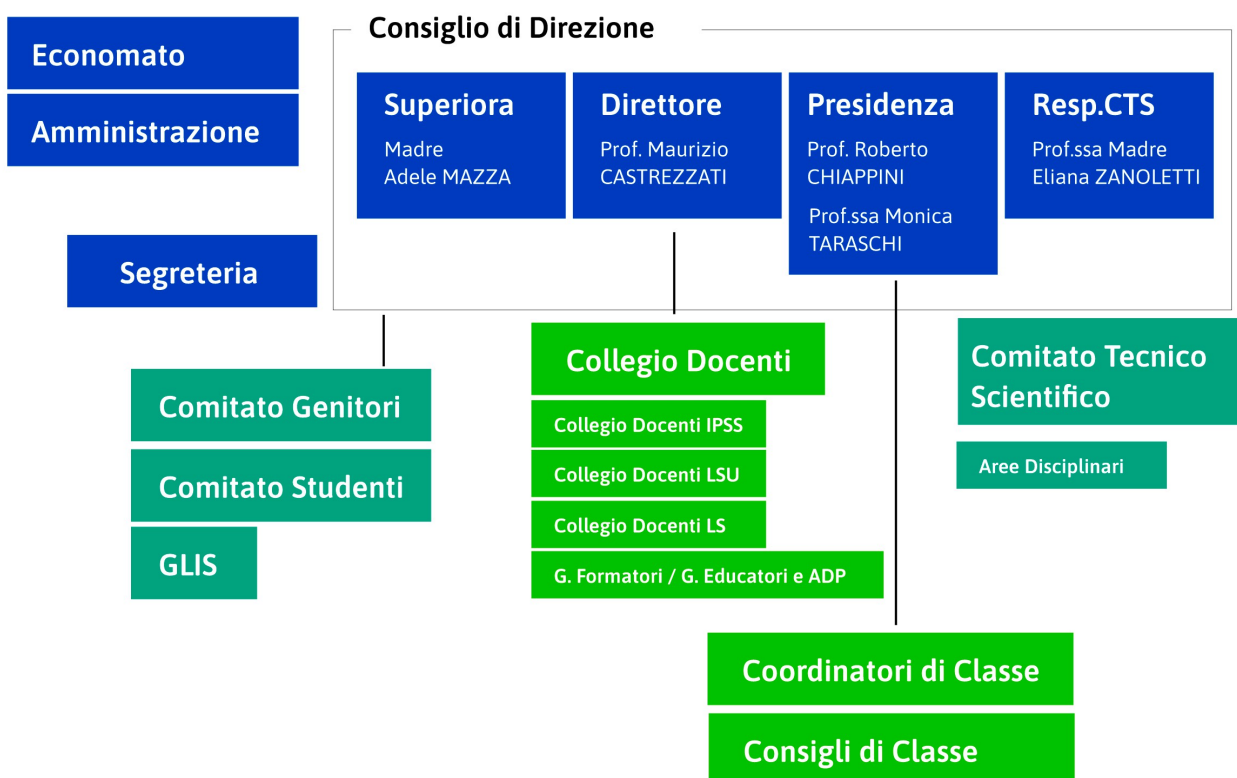 Consiglio di Direzione
Economato
Amministrazione
Superiora
Madre
Adele MAZZA
Direttore
Prof. Maurizio
CASTREZZATI
Presidenza
Prof. Roberto
CHIAPPINI
Prof.ssa Monica
TARASCHI
Resp.CTS
Prof.ssa Madre
Eliana ZANOLETTI
Segreteria
Comitato Genitori
Comitato Studenti
GLIS
Collegio Docenti
Collegio Docenti IPSS
Collegio Docenti LSU
Collegio Docenti LS
G. Formatori / G. Educatori e ADP
Comitato Tecnico
Scientifico
Aree Disciplinari
Coordinatori di Classe
Consigli di Classe